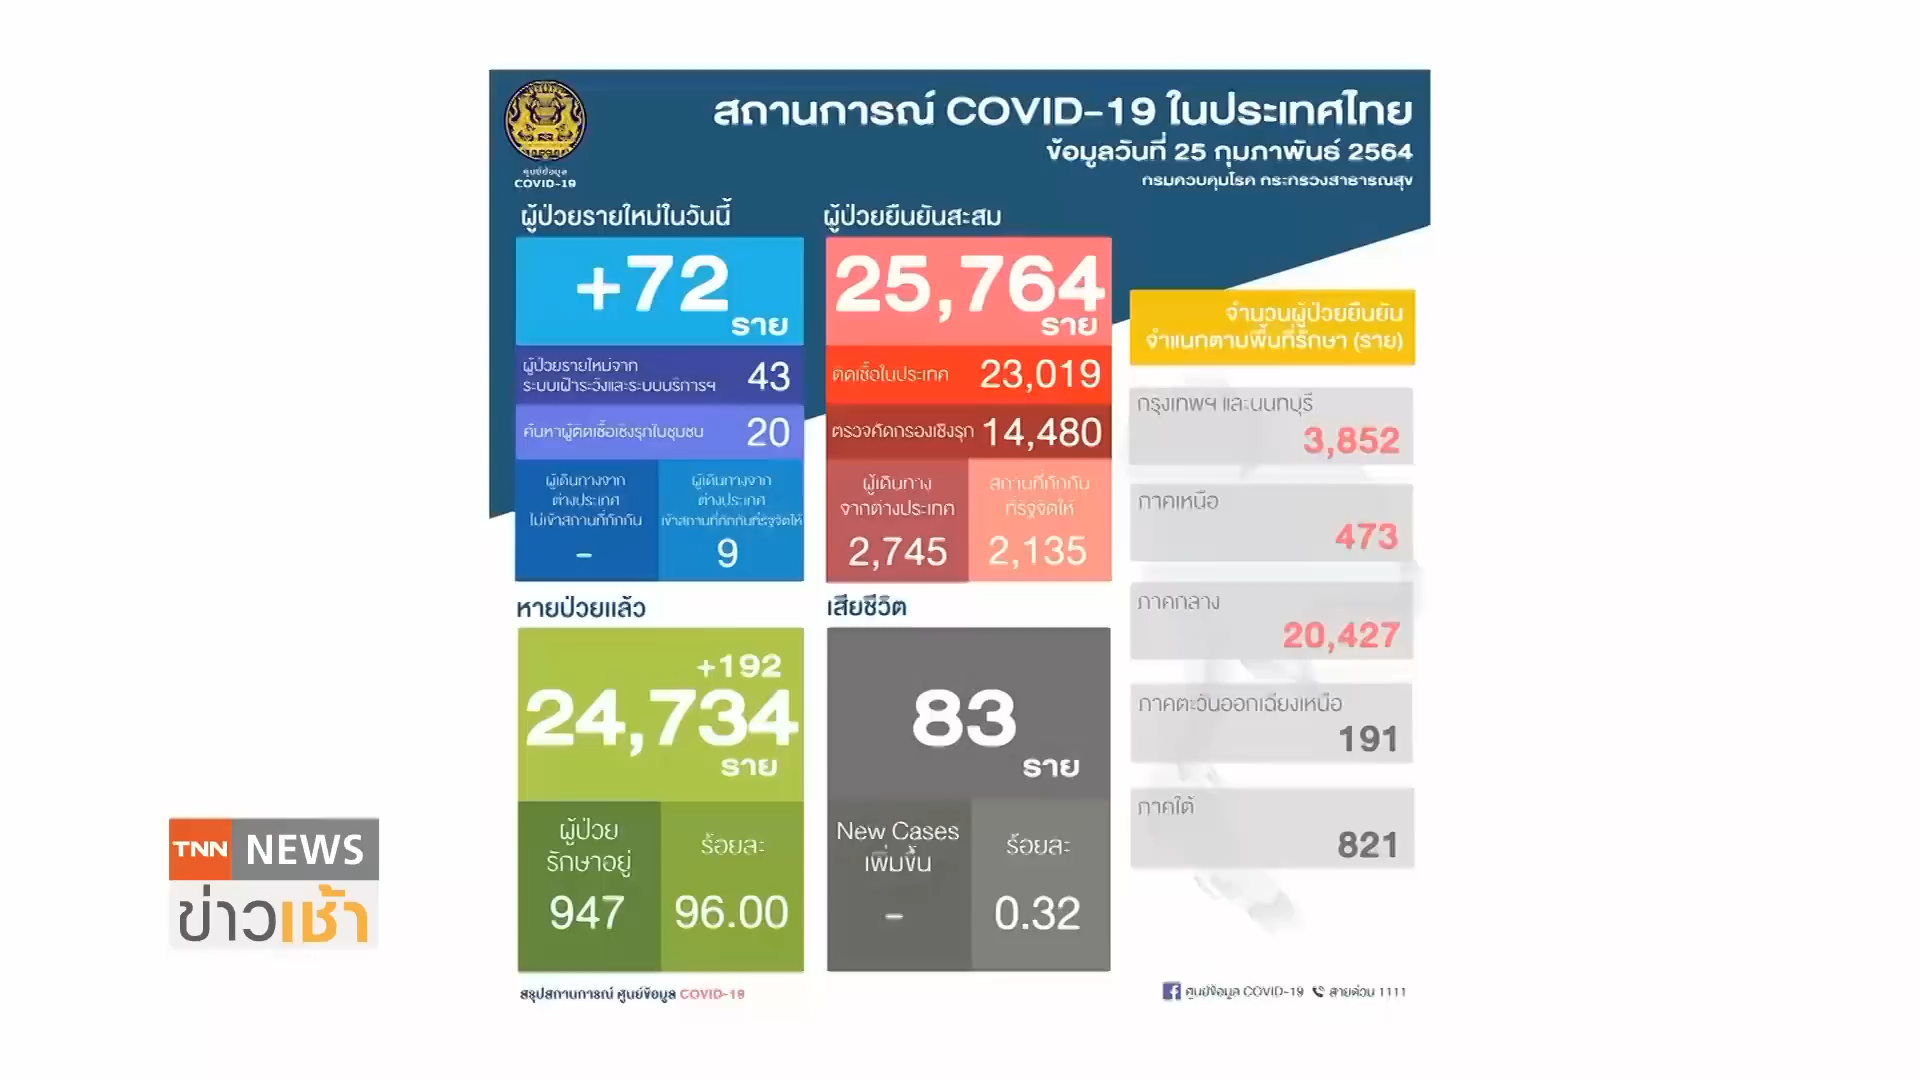 สถานการณ์ COVID-19 ในประเทศไทย
ข้อมูลวันที่ 25 กุมภาพันธ์ 2564
กรมควบคุมโรค กระทรวงสาธารณสุข
ศูนย์ข้อมูล
COVID-19
ผู้ป่วยรายใหม่ในวันนี้
+72
ราย
ผู้ป่วยรายใหม่จาก
ระบบเฝ้าระวังและระบบบริการฯ
43
ค้นหาผู้ติดเชื้อเชิงรุกในชุมชน
20
ผู้เดินทางจาก
ต่างประเทศ
ไม่เข้าสถานที่กักกัน
-
ผู้เดินทางจาก
ต่างประเทศ
เข้าสถานที่กักกันที่รัฐจัดให้
9
ผู้ป่วยยืนยันสะสม
25,764
ราย
ติดเชื้อในประเทศ
23,019
ตรวจคัดกรองเชิงรุก
14,480
ผู้เดินทาง
จากต่างประเทศ
2,745
สถานที่กักกัน
ที่รัฐจัดให้
2,135
หายป่วยแล้ว
+192
24,734
ราย
ผู้ป่วย
รักษาอยู่
947
ร้อยละ
96.00
เสียชีวิต
83
ราย
New Cases
เพิ่มขึ้น
-
ร้อยละ
0.32
จำนวนผู้ป่วยยืนยัน
จำแนกตามพื้นที่รักษา (ราย)
กรุงเทพฯ และนนทบุรี
3,852
ภาคเหนือ
473
ภาคกลาง
20,427
ภาคตะวันออกเฉียงเหนือ
191
ภาคใต้
821
สรุปสถานการณ์ ศูนย์ข้อมูล COVID-19
ศูนย์ข้อมูล COVID-19 สายด่วน 1111
TNN NEWS
ข่าวเช้า